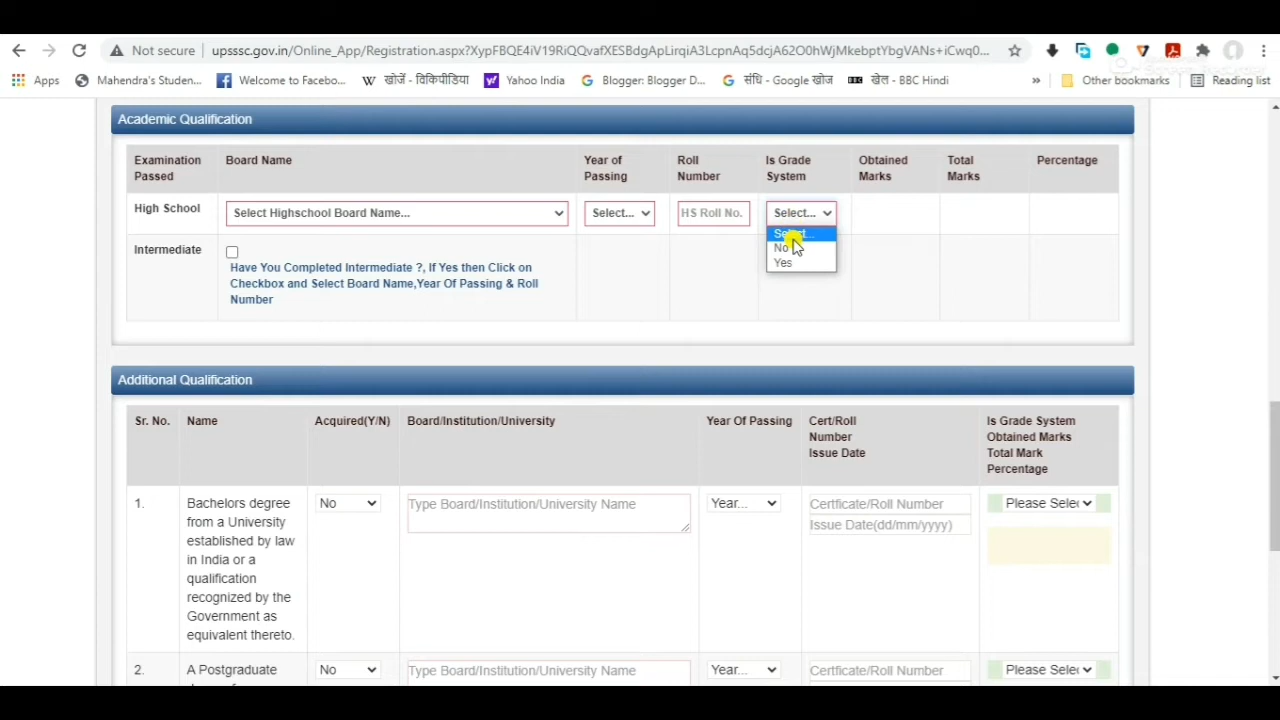 Not secure upsssc.gov.in/Online_App/Registration.aspx?XypFBQE4iV19RiQQvafXESBdgApLirqiA3LcpnAq5dcjA62O0hWjMkebptYbgVANs+iCwq0...
Apps Mahendra's Studen... Welcome to Facebo... खोजें - विकिपीडिया Yahoo India Blogger: Blogger D... संधि - Google खोज BBC खेल - BBC Hindi » Other bookmarks Reading list
Academic Qualification
Examination Passed Board Name Year of Passing Roll Number Is Grade System Obtained Marks Total Marks Percentage
High School Select Highschool Board Name... Select... HS Roll No. Select...
Select...
No
Yes
Intermediate
Have You Completed Intermediate ?, If Yes then Click on
Checkbox and Select Board Name,Year Of Passing & Roll
Number
Additional Qualification
Sr. No. Name Acquired(Y/N) Board/Institution/University Year Of Passing Cert/Roll Number Issue Date Is Grade System Obtained Marks Total Mark Percentage
1. Bachelors degree No Type Board/Institution/University Name Year... Certficate/Roll Number Please Selec
from a University Issue Date(dd/mm/yyyy)
established by law
in India or a
qualification
recognized by the
Government as
equivalent thereto.
2. A Postgraduate No Type Board/Institution/University Name Year... Certficate/Roll Number Please Selec